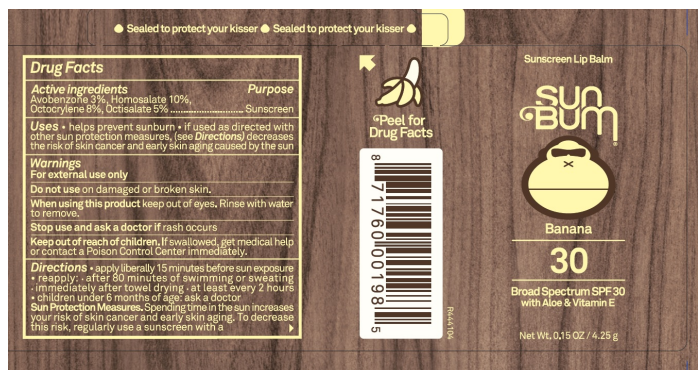 Sealed to protect your kisser Sealed to protect your kisser
Drug Facts
Active ingredients Purpose
Avobenzone 3%, Homosalate 10%,
Octocrylene 8%, Octisalate 5% .......................... Sunscreen
Uses • helps prevent sunburn • if used as directed with
other sun protection measures, (see Directions) decreases
the risk of skin cancer and early skin aging caused by the sun
Warnings
For external use only
Do not use on damaged or broken skin.
When using this product keep out of eyes. Rinse with water
to remove.
Stop use and ask a doctor if rash occurs
Keep out of reach of children. If swallowed, get medical help
or contact a Poison Control Center immediately.
Directions • apply liberally 15 minutes before sun exposure
• reapply: • after 80 minutes of swimming or sweating
• immediately after towel drying • at least every 2 hours
• children under 6 months of age: ask a doctor
Sun Protection Measures. Spending time in the sun increases
your risk of skin cancer and early skin aging. To decrease
this risk, regularly use a sunscreen with a
Peel for
Drug Facts
8 71760 00198 5
R444104
Sunscreen Lip Balm
SUN
BUM
Banana
30
Broad Spectrum SPF 30
with Aloe & Vitamin E
Net Wt. 0.15 OZ / 4.25 g